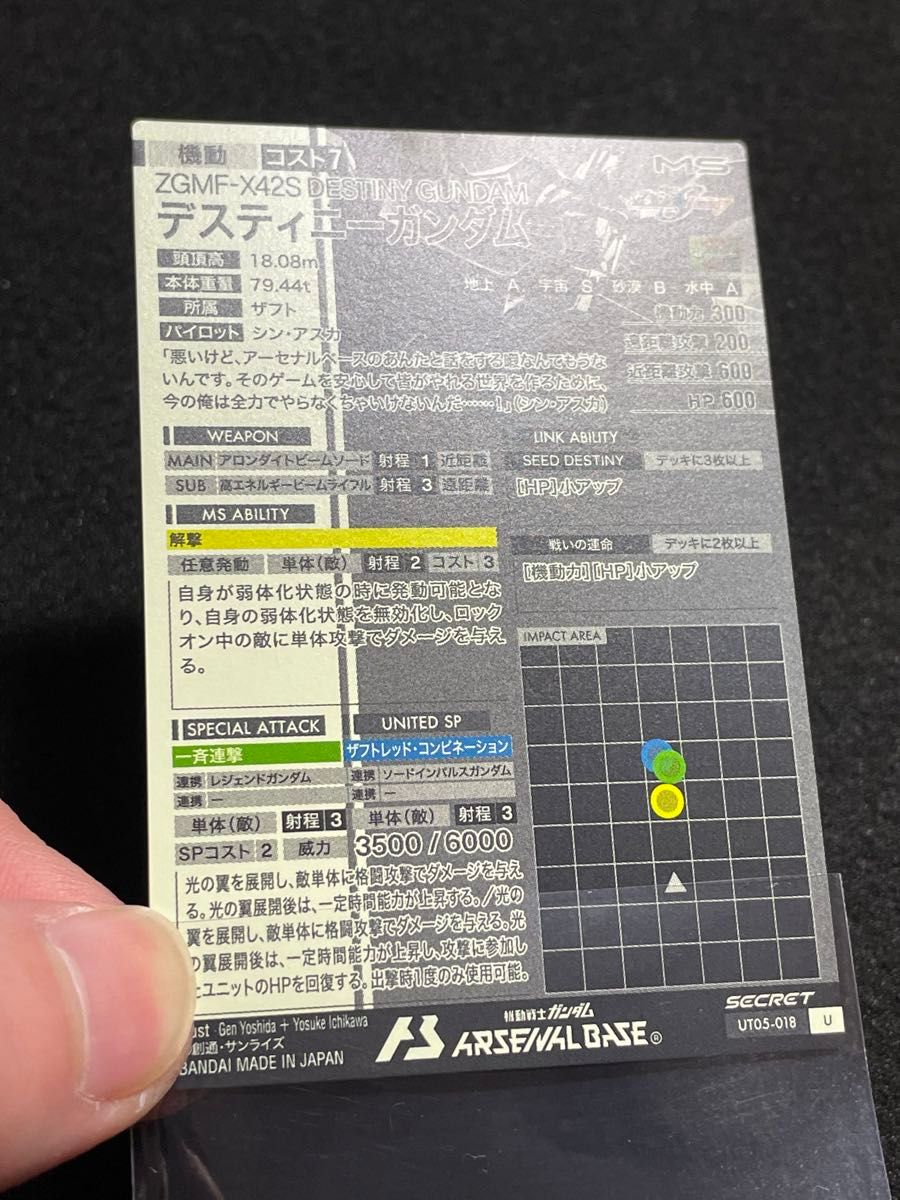 機動 コスト7 MS
ZGMF-X42S DESTINY GUNDAM
デスティニーガンダム
頭頂高 18.08m
本体重量 79.44t
所属 ザフト
パイロット シン・アスカ
地上 A 宇宙 S 砂漠 B 水中 A
機動力 300
遠距離攻撃 200
近距離攻撃 600
HP 600
「悪いけど、アーセナルベースのあんたと話をする暇なんてもうな
いんです。そのゲームを安心して皆がやれる世界を作るために、
今の俺は全力でやらなくちゃいけないんだ……!」(シン・アスカ)
WEAPON
MAIN アロンダイトビームソード 射程 1 近距離
SUB 高エネルギービームライフル 射程 3 遠距離
LINK ABILITY
SEED DESTINY デッキに3枚以上
[HP]小アップ
戦いの運命 デッキに2枚以上
[機動力][HP]小アップ
MS ABILITY
解撃
任意発動 単体(敵) 射程 2 コスト 3
自身が弱体化状態の時に発動可能とな
り、自身の弱体化状態を無効化し、ロック
オン中の敵に単体攻撃でダメージを与え
る。
IMPACT AREA
SPECIAL ATTACK UNITED SP
一斉連撃 ザフトレッド・コンビネーション
連携 レジェンドガンダム 連携 ソードインパルスガンダム
連携 ー 連携 ー
単体(敵) 射程 3 単体(敵) 射程 3
SPコスト 2 威力 3500/6000
光の翼を展開し、敵単体に格闘攻撃でダメージを与え
る。光の翼展開後は、一定時間能力が上昇する。/光の
翼を展開し、敵単体に格闘攻撃でダメージを与える。光
の翼展開後は、一定時間能力が上昇し、攻撃に参加し
たユニットのHPを回復する。出撃時1度のみ使用可能。
ust Gen Yoshida + Yosuke Ichikawa
創通・サンライズ
BANDAI MADE IN JAPAN
機動戦士ガンダム
AB ARSENAL BASE®
SECRET
UT05-018 U